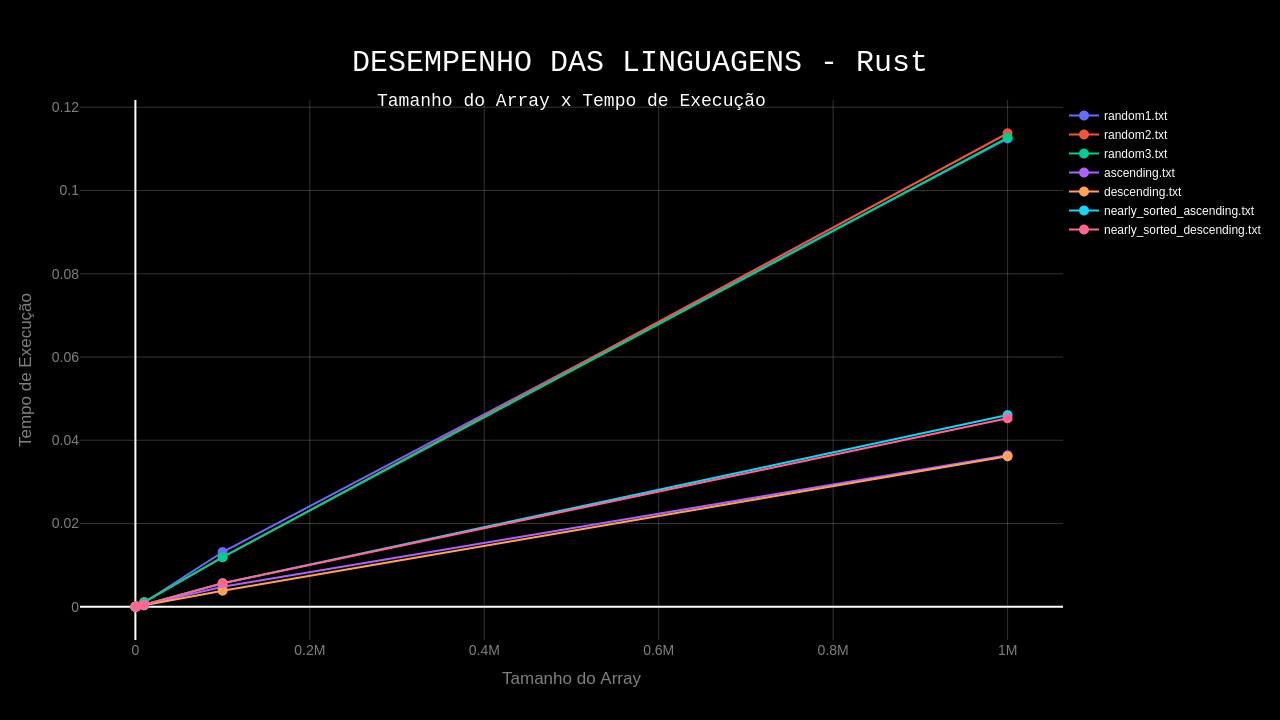 DESEMPENHO DAS LINGUAGENS - Rust
Tamanho do Array x Tempo de Execução
0.12
0.1
0.08
0.06
0.04
0.02
0
Tempo de Execução
0
0.2M
0.4M
0.6M
0.8M
1M
Tamanho do Array
random1.txt
random2.txt
random3.txt
ascending.txt
descending.txt
nearly_sorted_ascending.txt
nearly_sorted_descending.txt